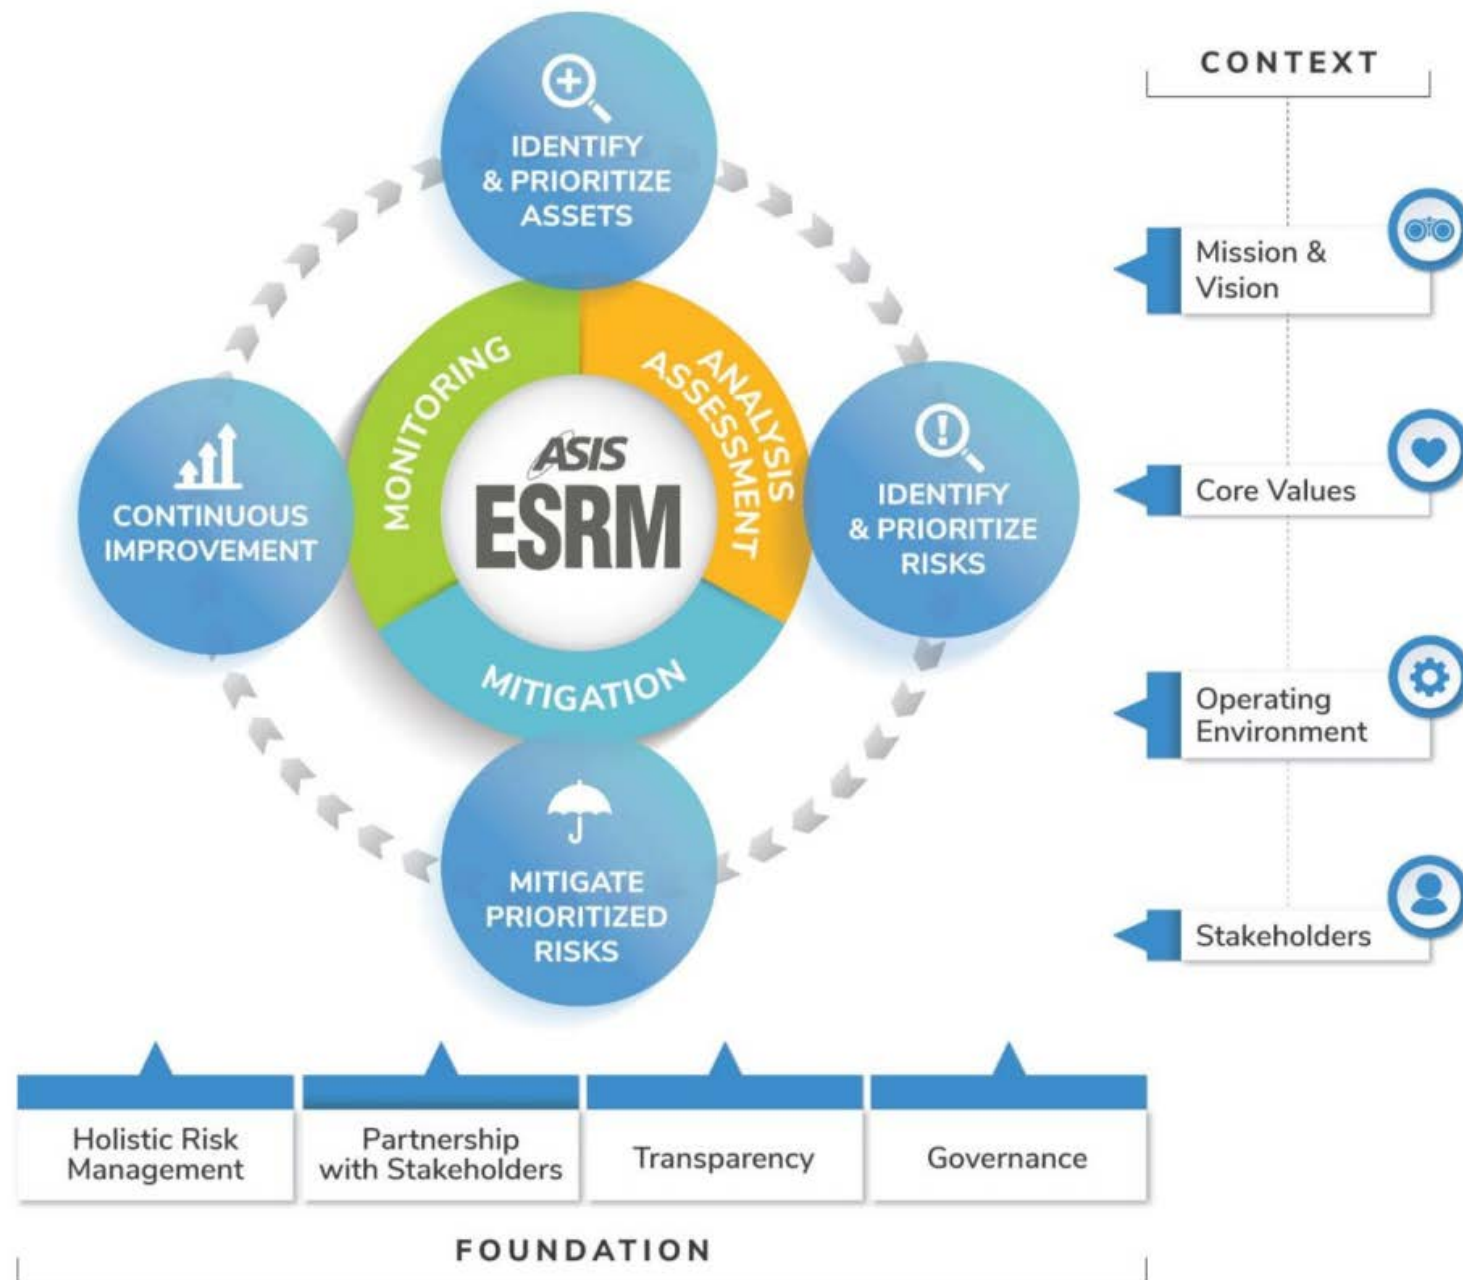 CONTEXT
IDENTIFY
& PRIORITIZE
ASSETS
Mission &
Vision
MONITORING
ANALYSIS
ASSESSMENT
ASIS
ESRM
CONTINUOUS
IMPROVEMENT
IDENTIFY
& PRIORITIZE
RISKS
Core Values
MITIGATION
Operating
Environment
MITIGATE
PRIORITIZED
RISKS
Stakeholders
Holistic Risk
Management
Partnership
with Stakeholders
Transparency
Governance
FOUNDATION